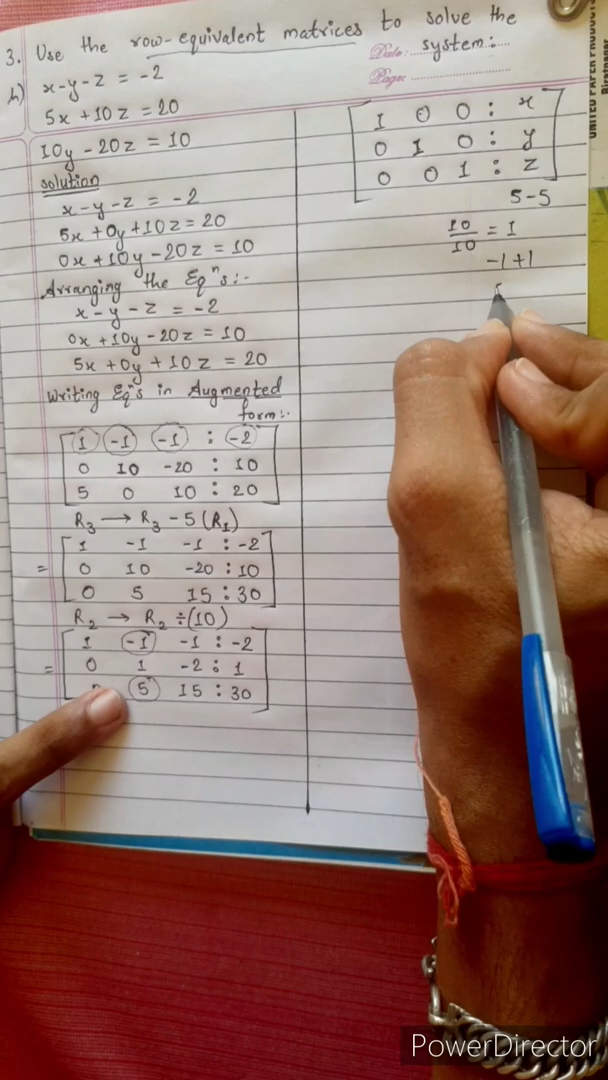 3. Use the row-equivalent matrices to solve the
system:
Date:
Page:
h) x-y-z = -2
5x +10z = 20
10y -20z = 10
solution
x-y-z = -2
5x + 0y +10z = 20
0x +10y -20z = 10
Arranging the Eqⁿs:-
x-y-z = -2
0x +10y -20z = 10
5x +0y +10z = 20
Writing Eqⁿs in Augmented
form:-
1 -1 -1 : -2
0 10 -20 : 10
5 0 10 : 20
R₃ → R₃ - 5(R₁)
= 1 -1 -1 : -2
0 10 -20 : 10
0 5 15 : 30
R₂ → R₂ ÷(10)
= 1 -1 -1 : -2
0 1 -2 : 1
5 15 : 30
1 0 0 : x
0 1 0 : y
0 0 1 : z
5-5
10/10 = 1
-1+1
UNITED PAPER PRODUCTS
Biratnagar
PowerDirector